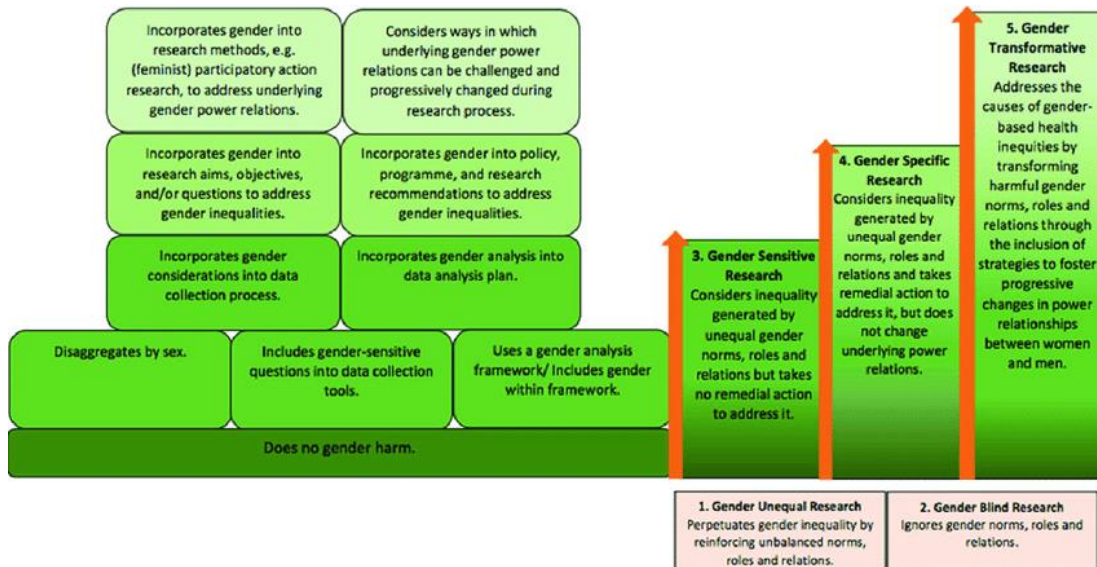 Incorporates gender into
research methods, e.g.
(feminist) participatory action
research, to address underlying
gender power relations.
Considers ways in which
underlying gender power
relations can be challenged and
progressively changed during
research process.
Incorporates gender into
research aims, objectives,
and/or questions to address
gender inequalities.
Incorporates gender into policy,
programme, and research
recommendations to address
gender inequalities.
Incorporates gender
considerations into data
collection process.
Incorporates gender analysis into
data analysis plan.
Disaggregates by sex.
Includes gender-sensitive
questions into data collection
tools.
Uses a gender analysis
framework/ Includes gender
within framework.
Does no gender harm.
3. Gender Sensitive
Research
Considers inequality
generated by
unequal gender
norms, roles and
relations but takes
no remedial action
to address it.
4. Gender Specific
Research
Considers inequality
generated by
unequal gender
norms, roles and
relations and takes
remedial action to
address it, but does
not change
underlying power
relations.
5. Gender
Transformative
Research
Addresses the
causes of gender-
based health
inequities by
transforming
harmful gender
norms, roles and
relations through
the inclusion of
strategies to foster
progressive
changes in power
relationships
between women
and men.
1. Gender Unequal Research
Perpetuates gender inequality by
reinforcing unbalanced norms,
roles and relations.
2. Gender Blind Research
Ignores gender norms, roles and
relations.